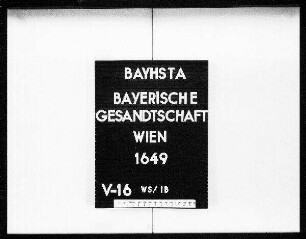 BAYHSTA
BAYERISCHE
GESANDTSCHAFT
WIEN
1649
V-16 WS/IB